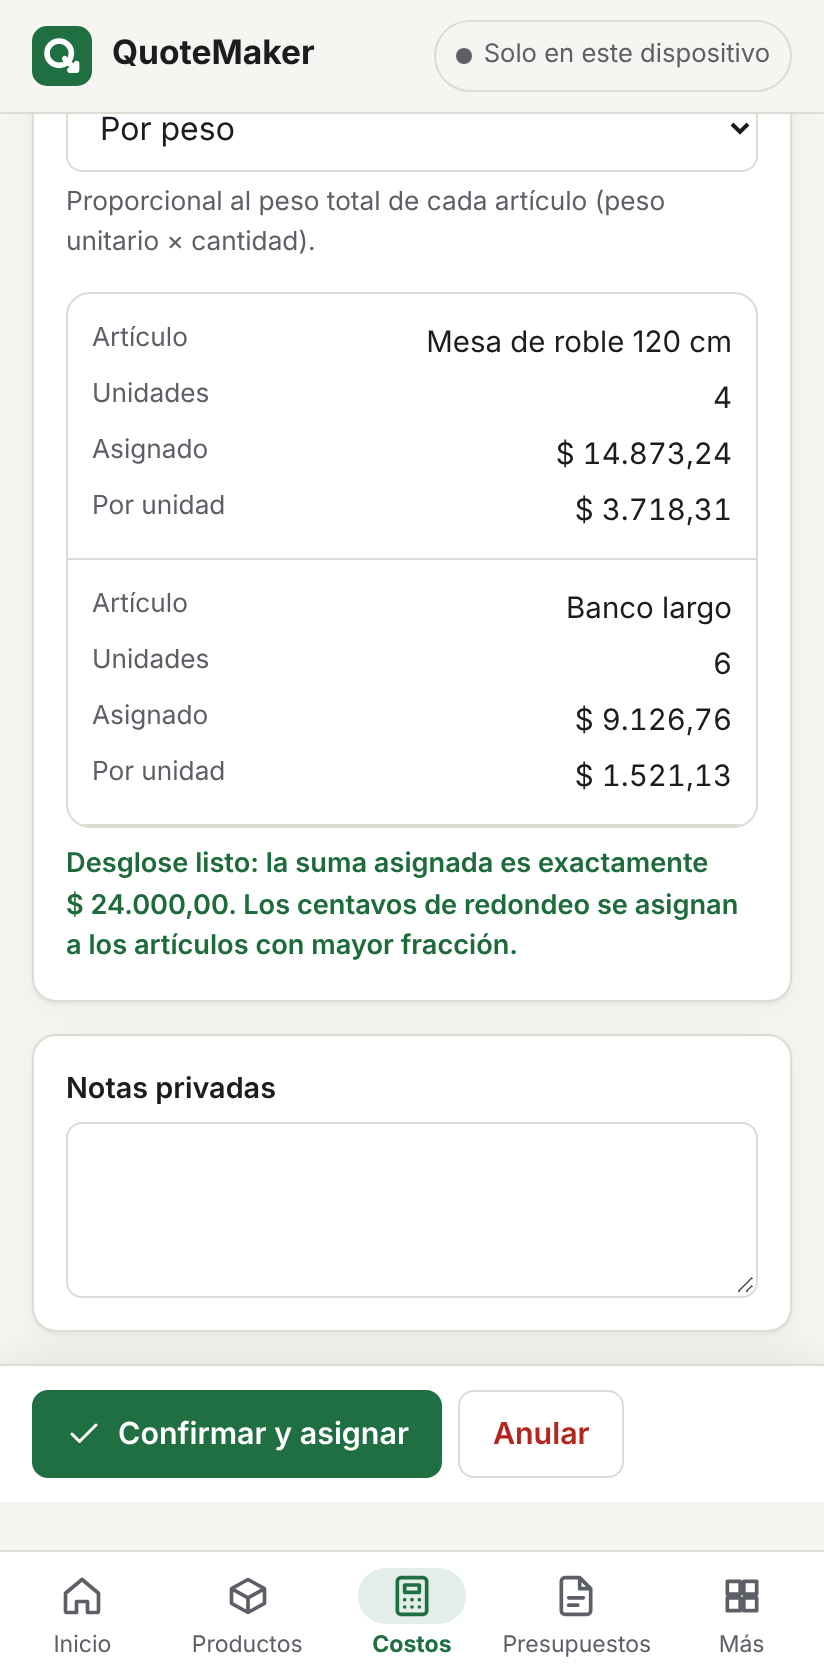 QuoteMaker
Solo en este dispositivo
Por peso
Proporcional al peso total de cada artículo (peso
unitario × cantidad).
Artículo Mesa de roble 120 cm
Unidades 4
Asignado $ 14.873,24
Por unidad $ 3.718,31
Artículo Banco largo
Unidades 6
Asignado $ 9.126,76
Por unidad $ 1.521,13
Desglose listo: la suma asignada es exactamente
$ 24.000,00. Los centavos de redondeo se asignan
a los artículos con mayor fracción.
Notas privadas
Confirmar y asignar Anular
Inicio Productos Costos Presupuestos Más